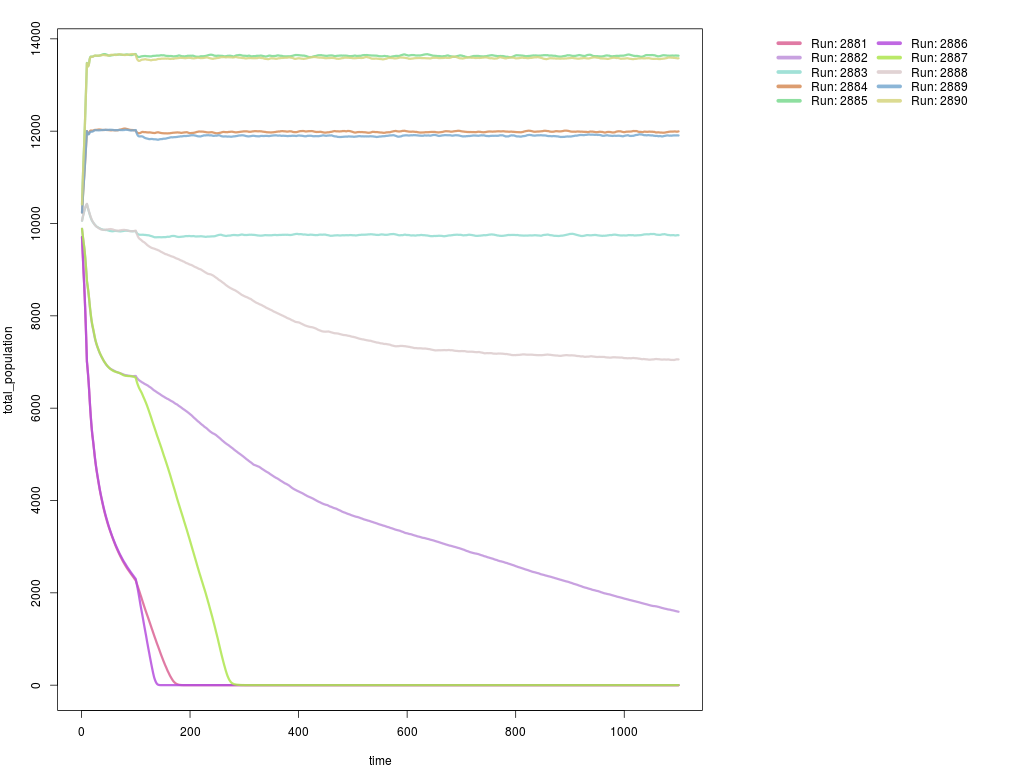 14000
12000
10000
8000
6000
4000
2000
0
total_population
0 200 400 600 800 1000
time
Run: 2881 Run: 2886
Run: 2882 Run: 2887
Run: 2883 Run: 2888
Run: 2884 Run: 2889
Run: 2885 Run: 2890